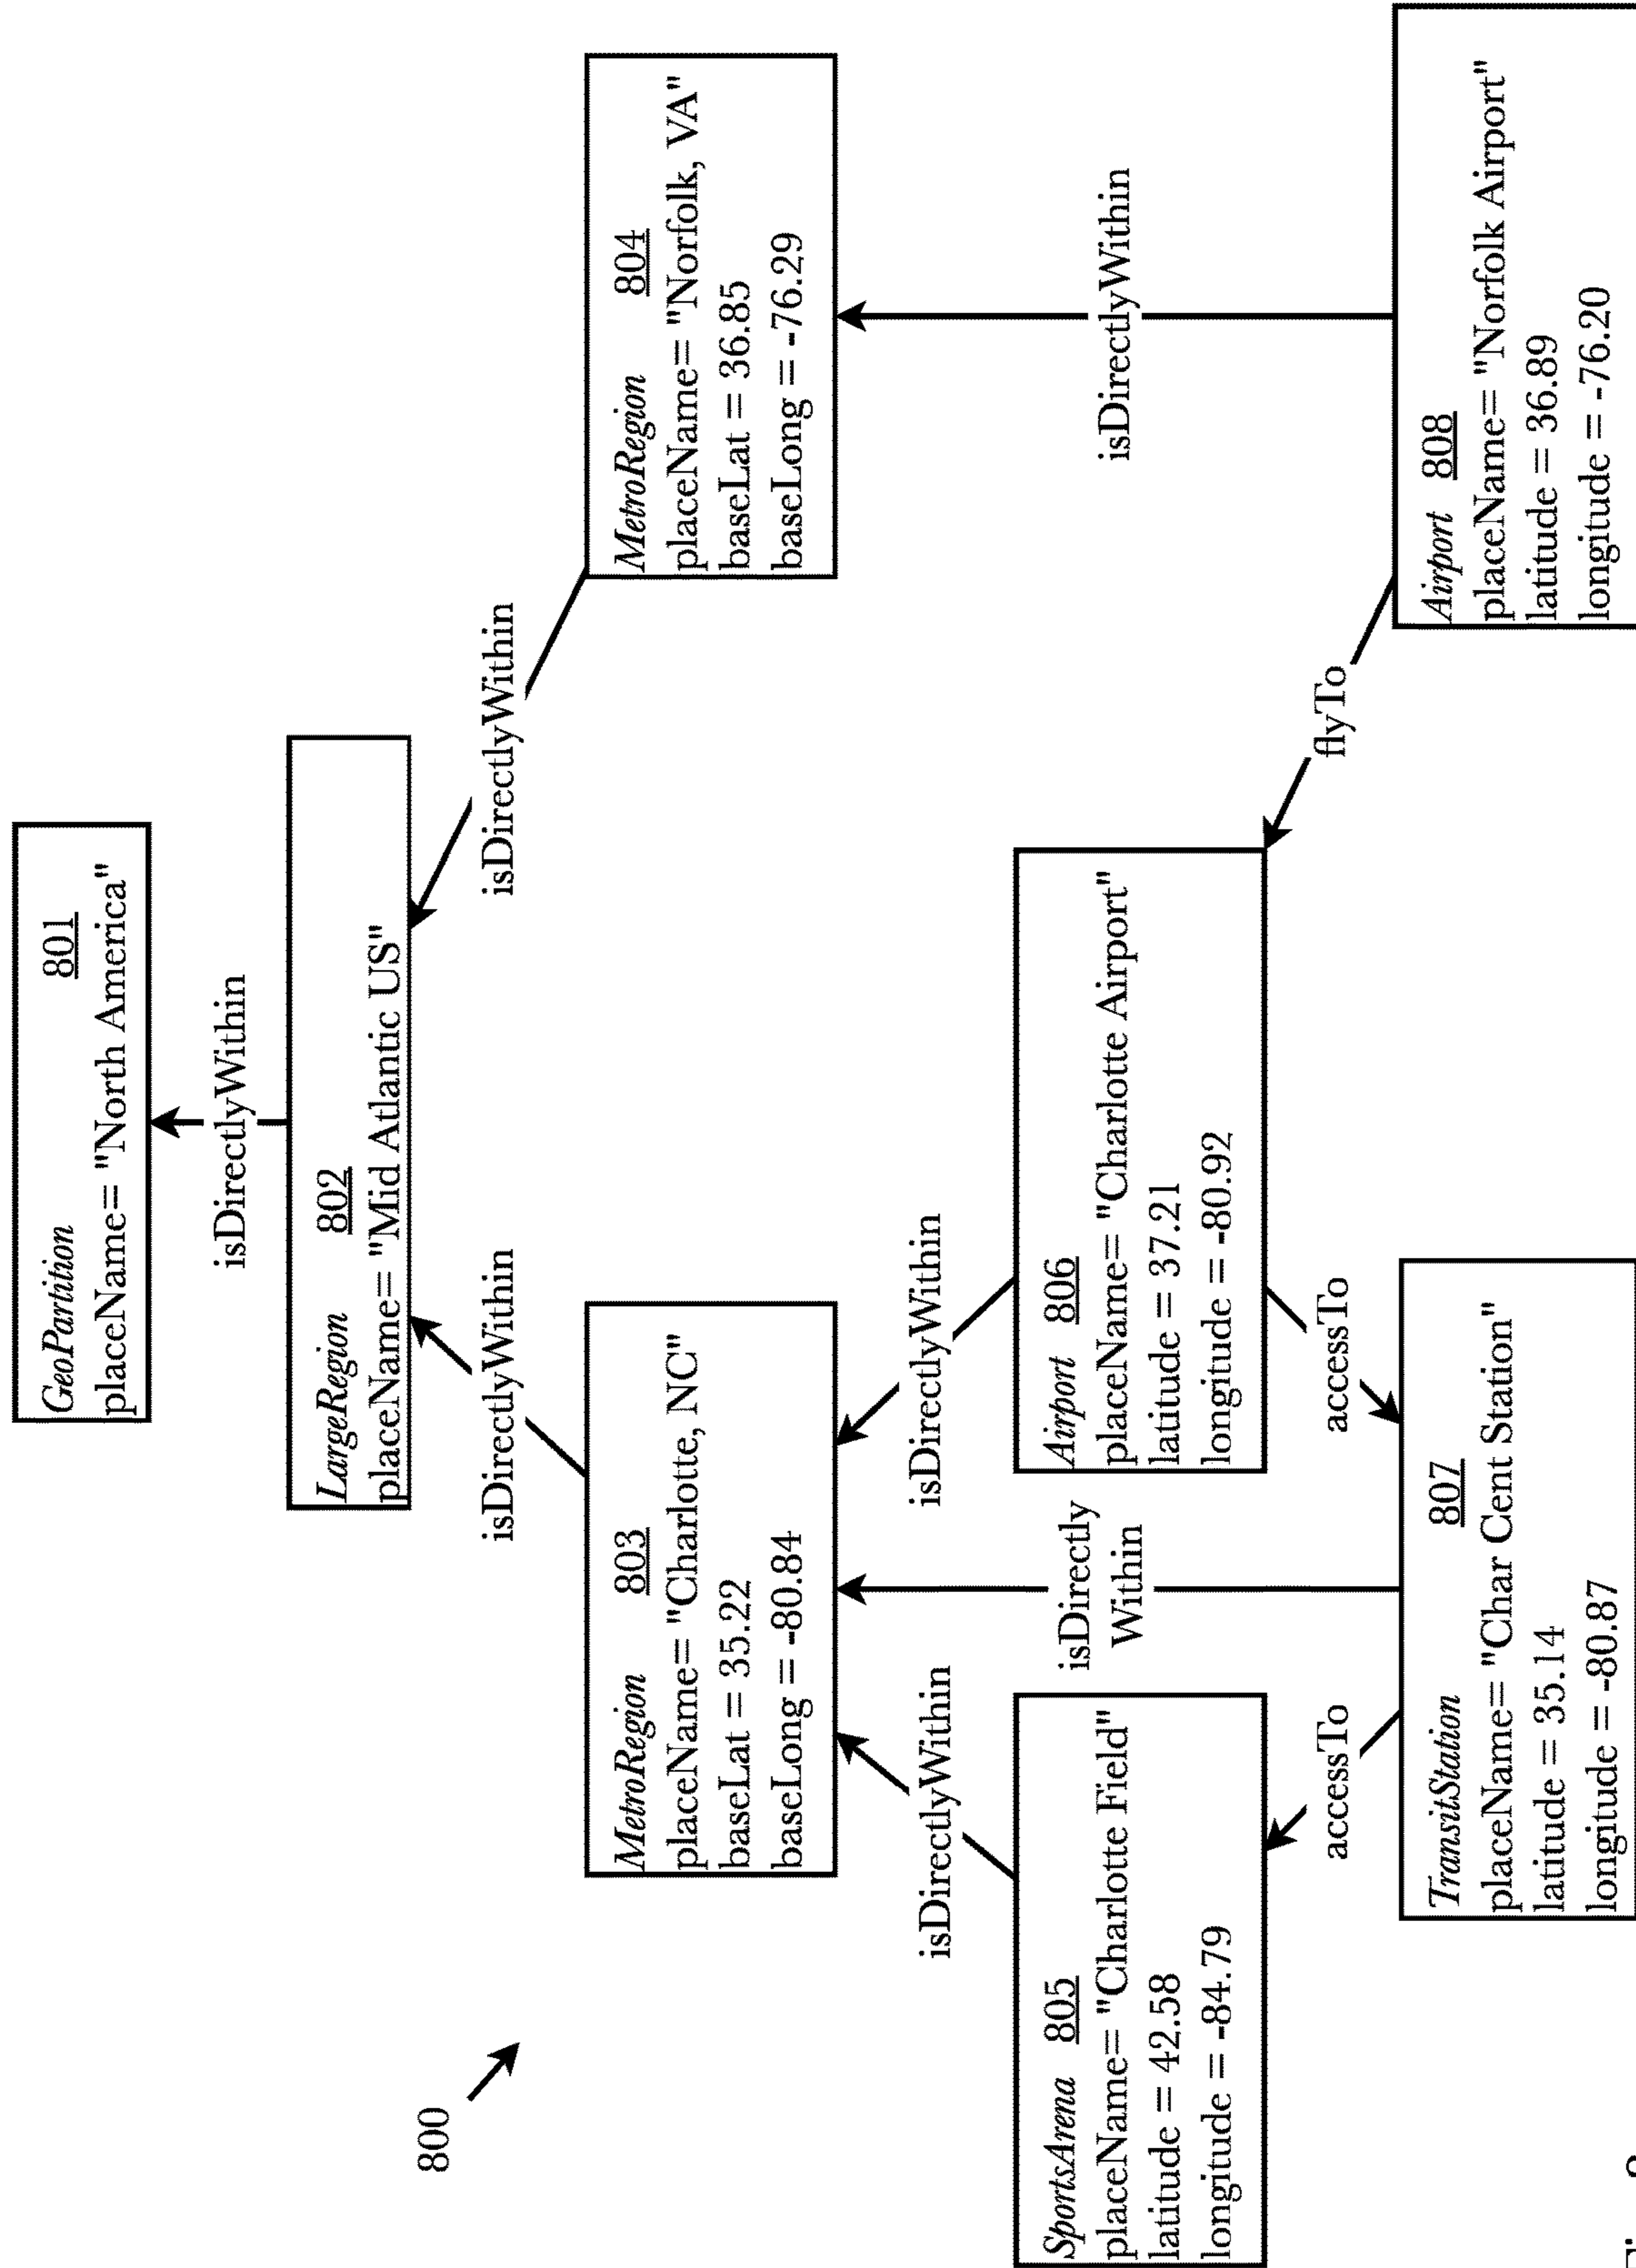 800
GeoPartition 801
placeName= "North America"
isDirectlyWithin
LargeRegion 802
placeName= "Mid Atlantic US"
isDirectlyWithin
isDirectlyWithin
MetroRegion 803
placeName= "Charlotte, NC"
baseLat = 35.22
baseLong = -80.84
MetroRegion 804
placeName= "Norfolk, VA"
baseLat = 36.85
baseLong = -76.29
isDirectlyWithin
isDirectly
Within
isDirectlyWithin
isDirectlyWithin
SportsArena 805
placeName= "Charlotte Field"
latitude = 42.58
longitude = -84.79
Airport 806
placeName= "Charlotte Airport"
latitude = 37.21
longitude = -80.92
accessTo
accessTo
flyTo
TransitStation 807
placeName= "Char Cent Station"
latitude = 35.14
longitude = -80.87
Airport 808
placeName= "Norfolk Airport"
latitude = 36.89
longitude = -76.20